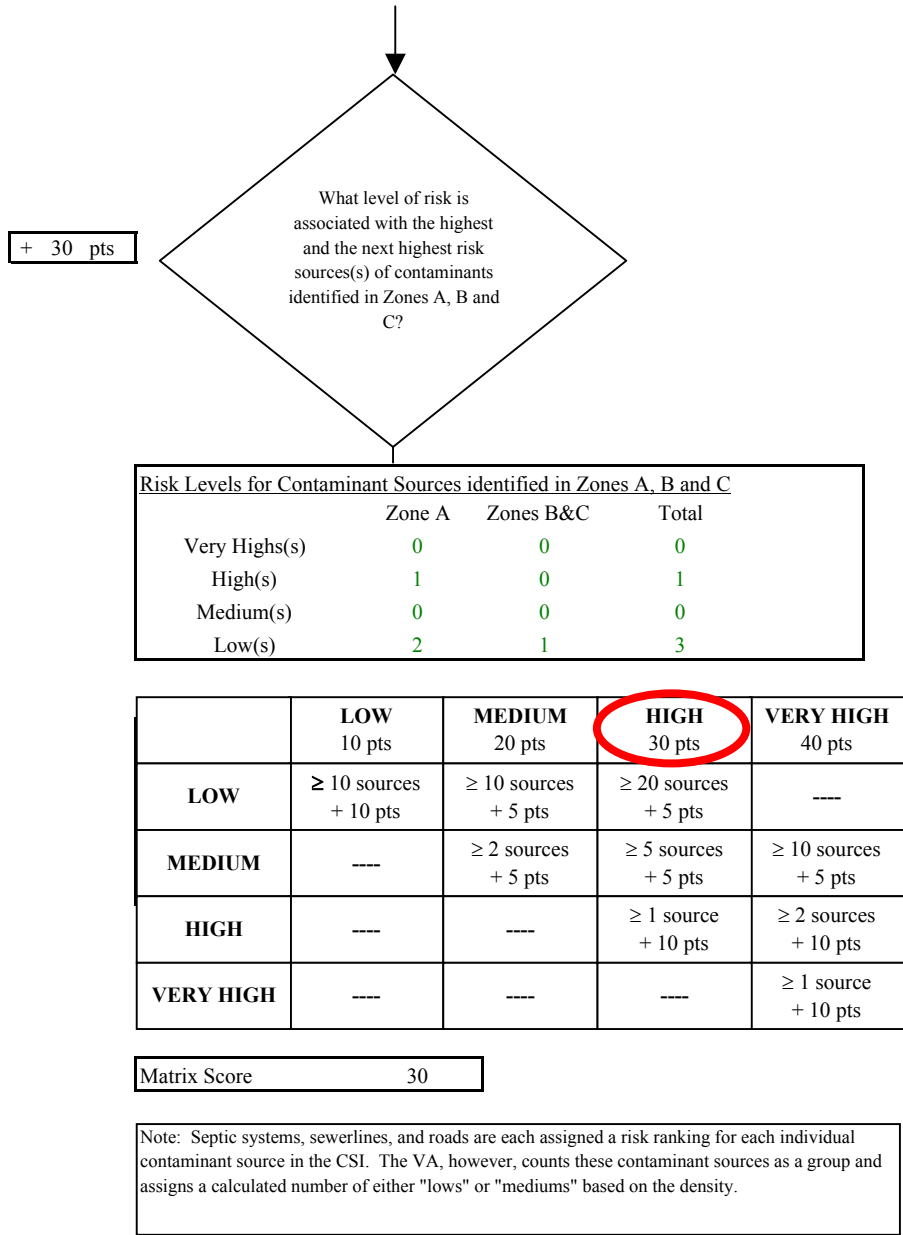 What level of risk is
associated with the highest
and the next highest risk
sources(s) of contaminants
identified in Zones A, B and
C?
+ 30 pts
Risk Levels for Contaminant Sources identified in Zones A, B and C
Zone A Zones B&C Total
Very Highs(s) 0 0 0
High(s) 1 0 1
Medium(s) 0 0 0
Low(s) 2 1 3
LOW MEDIUM HIGH VERY HIGH
10 pts 20 pts 30 pts 40 pts
LOW ≥ 10 sources ≥ 10 sources ≥ 20 sources ----
+ 10 pts + 5 pts + 5 pts
MEDIUM ---- ≥ 2 sources ≥ 5 sources ≥ 10 sources
+ 5 pts + 5 pts + 5 pts
HIGH ---- ---- ≥ 1 source ≥ 2 sources
+ 10 pts + 10 pts
VERY HIGH ---- ---- ---- ≥ 1 source
+ 10 pts
Matrix Score 30
Note: Septic systems, sewerlines, and roads are each assigned a risk ranking for each individual
contaminant source in the CSI. The VA, however, counts these contaminant sources as a group and
assigns a calculated number of either "lows" or "mediums" based on the density.